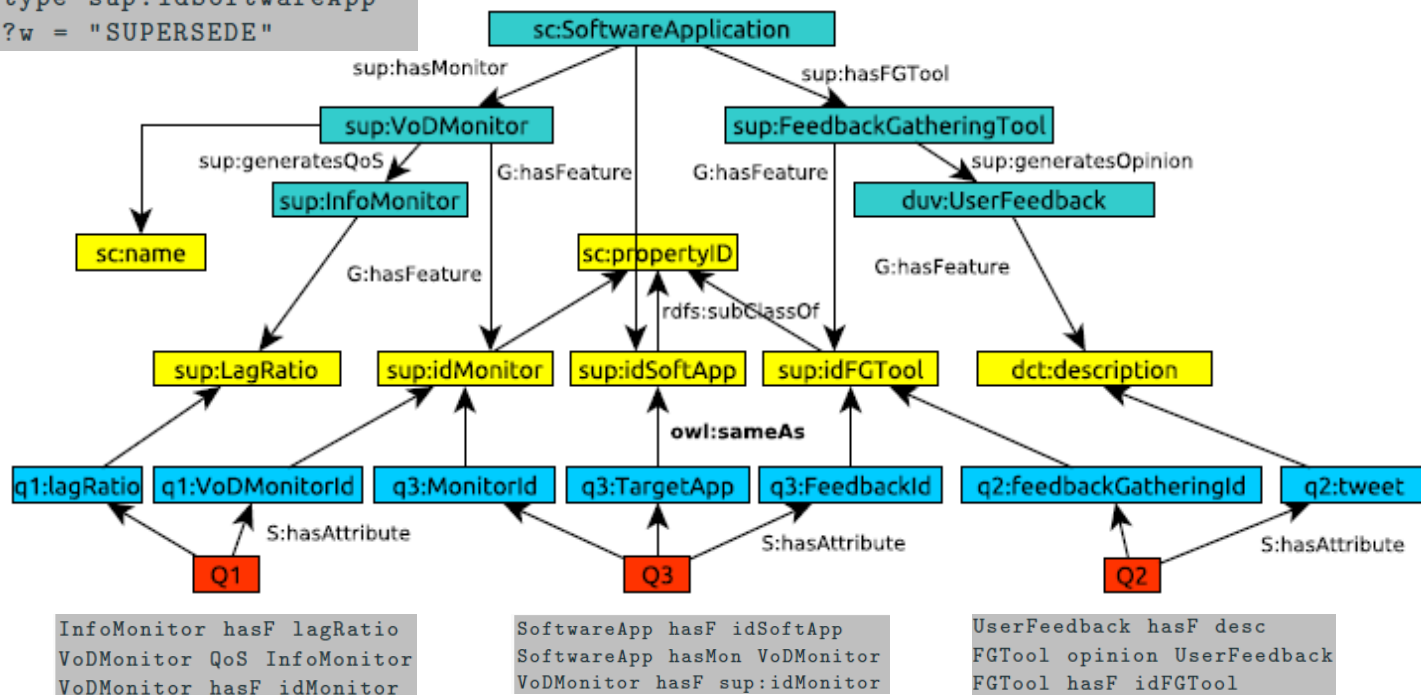 type sup:idSoftwareApp
?w = "SUPERSEDE"
sc:SoftwareApplication
sup:hasMonitor
sup:hasFGTool
sup:VoDMonitor
sup:FeedbackGatheringTool
sup:generatesQoS
G:hasFeature
G:hasFeature
sup:generatesOpinion
sup:InfoMonitor
duv:UserFeedback
sc:name
sc:propertyID
G:hasFeature
G:hasFeature
rdfs:subClassOf
sup:LagRatio
sup:idMonitor
sup:idSoftApp
sup:idFGTool
dct:description
owl:sameAs
q1:lagRatio
q1:VoDMonitorId
q3:MonitorId
q3:TargetApp
q3:FeedbackId
q2:feedbackGatheringId
q2:tweet
S:hasAttribute
S:hasAttribute
S:hasAttribute
Q1
Q3
Q2
InfoMonitor hasF lagRatio
VoDMonitor QoS InfoMonitor
VoDMonitor hasF idMonitor
SoftwareApp hasF idSoftApp
SoftwareApp hasMon VoDMonitor
VoDMonitor hasF sup:idMonitor
UserFeedback hasF desc
FGTool opinion UserFeedback
FGTool hasF idFGTool